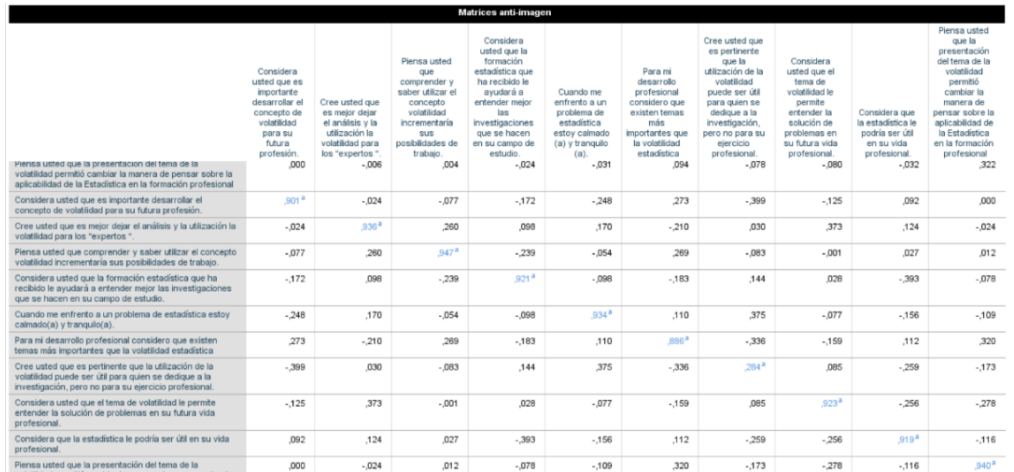 Matrices anti-imagen
Considera
usted que es
importante
desarrollar el
concepto de
volatilidad
para su
futura
profesión.
Cree usted que
es mejor dejar
el análisis y la
utilización la
volatilidad para
los "expertos ".
Piensa usted
que
comprender y
saber utilizar el
concepto
volatilidad
incrementaría
sus
posibilidades de
trabajo.
Considera
usted que la
formación
estadística que
ha recibido le
ayudará a
entender mejor
las
investigaciones
que se hacen
en su campo de
estudio.
Cuando me
enfrento a un
problema de
estadística
estoy calmado
(a) y tranquilo
(a).
Para mi
desarrollo
profesional
considero que
existen temas
más
importantes que
la volatilidad
estadística
Cree usted que
es pertinente
que la
utilización de la
volatilidad
puede ser útil
para quien se
dedique a la
investigación,
pero no para su
ejercicio
profesional.
Considera
usted que el
tema de
volatilidad le
permite
entender la
solución de
problemas en
su futura vida
profesional.
Considera que
la estadística le
podría ser útil
en su vida
profesional.
Piensa usted
que la
presentación
del tema de la
volatilidad
permitió
cambiar la
manera de
pensar sobre la
aplicabilidad de
la Estadística
en la formación
profesional
Piensa usted que la presentación del tema de la
volatilidad permitió cambiar la manera de pensar sobre la
aplicabilidad de la Estadística en la formación profesional
,000 -,006 ,004 -,024 -,031 ,094 -,078 -,080 -,032 ,322
Considera usted que es importante desarrollar el
concepto de volatilidad para su futura profesión.
,901ª -,024 -,077 -,172 -,248 ,273 -,399 -,125 ,092 ,000
Cree usted que es mejor dejar el análisis y la utilización la
volatilidad para los "expertos ".
-,024 ,936ª ,260 ,098 ,170 -,210 ,030 ,373 ,124 -,024
Piensa usted que comprender y saber utilizar el concepto
volatilidad incrementaría sus posibilidades de trabajo.
-,077 ,260 ,947ª -,239 -,054 ,269 -,083 -,001 ,027 ,012
Considera usted que la formación estadística que ha
recibido le ayudará a entender mejor las investigaciones
que se hacen en su campo de estudio.
-,172 ,098 -,239 ,921ª -,098 -,183 ,144 ,028 -,393 -,078
Cuando me enfrento a un problema de estadística estoy
calmado(a) y tranquilo(a).
-,248 ,170 -,054 -,098 ,934ª ,110 ,375 -,077 -,156 -,109
Para mi desarrollo profesional considero que existen
temas más importantes que la volatilidad estadística
,273 -,210 ,269 -,183 ,110 ,886ª -,336 -,159 ,112 ,320
Cree usted que es pertinente que la utilización de la
volatilidad puede ser útil para quien se dedique a la
investigación, pero no para su ejercicio profesional.
-,399 ,030 -,083 ,144 ,375 -,336 ,284ª ,085 -,259 -,173
Considera usted que el tema de volatilidad le permite
entender la solución de problemas en su futura vida
profesional.
-,125 ,373 -,001 ,028 -,077 -,159 ,085 ,923ª -,256 -,278
Considera que la estadística le podría ser útil en su vida
profesional.
,092 ,124 ,027 -,393 -,156 ,112 -,259 -,256 ,919ª -,116
Piensa usted que la presentación del tema de la
,000 -,024 ,012 -,078 -,109 ,320 -,173 -,278 -,116 ,940ª